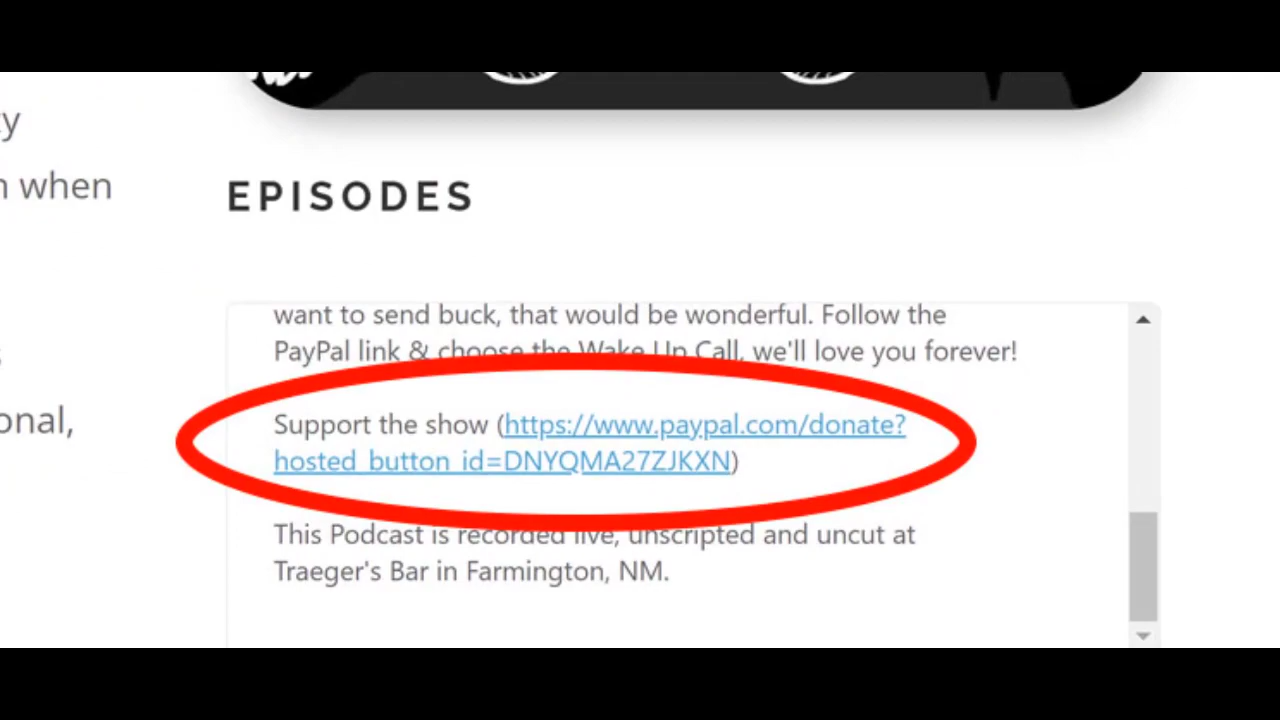 y
when
EPISODES
want to send buck, that would be wonderful. Follow the
PayPal link & choose the Wake Up Call, we'll love you forever!
onal,
Support the show (https://www.paypal.com/donate?
hosted_button_id=DNYQMA27ZJKXN)
This Podcast is recorded live, unscripted and uncut at
Traeger's Bar in Farmington, NM.